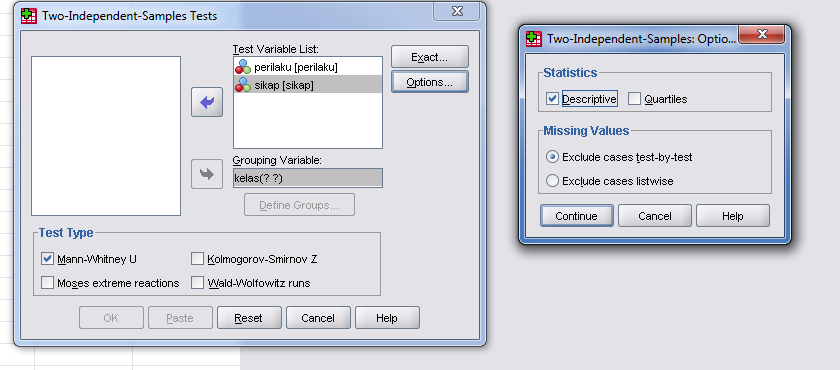 Two-Independent-Samples Tests
Test Variable List:
perilaku [perilaku]
sikap [sikap]
Exact...
Options...
Grouping Variable:
kelas(? ?)
Define Groups...
Test Type
Mann-Whitney U
Kolmogorov-Smirnov Z
Moses extreme reactions
Wald-Wolfowitz runs
OK
Paste
Reset
Cancel
Help
Two-Independent-Samples: Optio...
Statistics
Descriptive
Quartiles
Missing Values
Exclude cases test-by-test
Exclude cases listwise
Continue
Cancel
Help